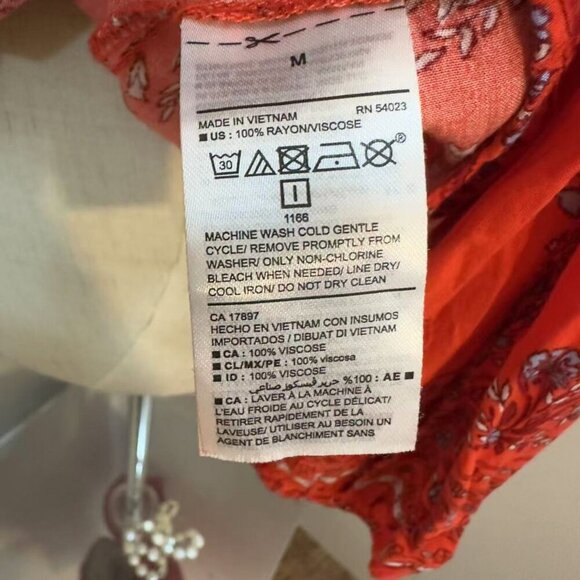 M
MADE IN VIETNAM RN 54023
■ US : 100% RAYON/VISCOSE
30
I
1166
MACHINE WASH COLD GENTLE
CYCLE/ REMOVE PROMPTLY FROM
WASHER/ ONLY NON-CHLORINE
BLEACH WHEN NEEDED/ LINE DRY/
COOL IRON/ DO NOT DRY CLEAN
CA 17897
HECHO EN VIETNAM CON INSUMOS
IMPORTADOS / DIBUAT DI VIETNAM
■ CA : 100% VISCOSE
■ CL/MX/PE : 100% viscosa
■ ID : 100% VISCOSE
■ AE : 100% حرير فيسكوز صناعي
■ CA : LAVER À LA MACHINE À
L'EAU FROIDE AU CYCLE DÉLICAT/
RETIRER RAPIDEMENT DE LA
LAVEUSE/ UTILISER AU BESOIN UN
AGENT DE BLANCHIMENT SANS